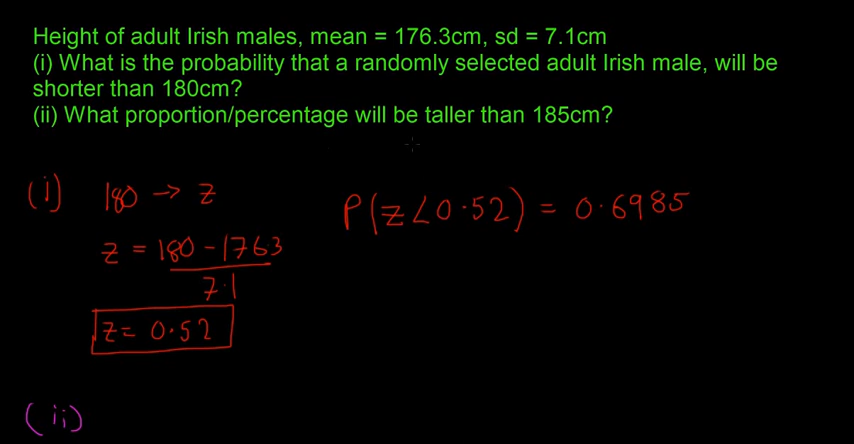 Height of adult Irish males, mean = 176.3cm, sd = 7.1cm
(i) What is the probability that a randomly selected adult Irish male, will be
shorter than 180cm?
(ii) What proportion/percentage will be taller than 185cm?
(i) 180 → z
P(z<0.52) = 0.6985
z = 180-176.3
7.1
z= 0.52
(ii)